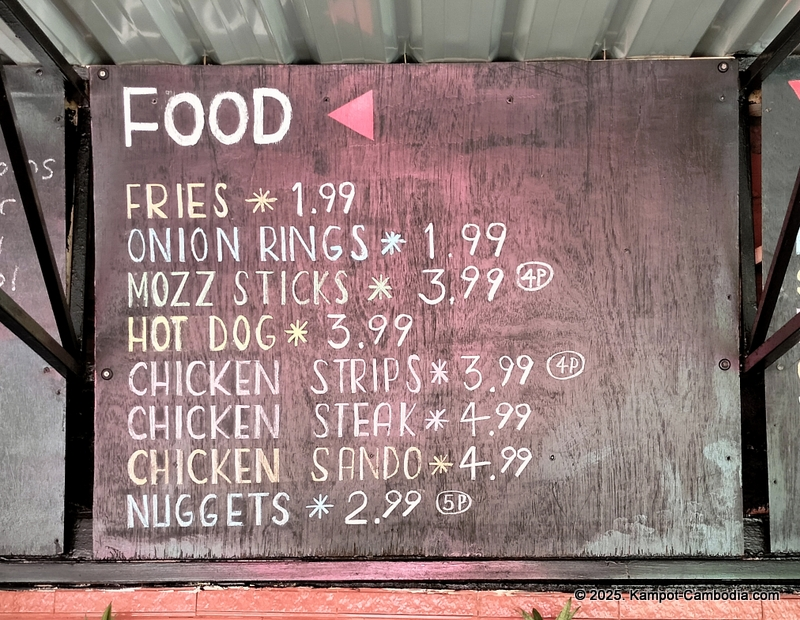 FOOD
FRIES * 1.99
ONION RINGS * 1.99
MOZZ STICKS * 3.99 4P
HOT DOG * 3.99
CHICKEN STRIPS * 3.99 4P
CHICKEN STEAK * 4.99
CHICKEN SANDO * 4.99
NUGGETS * 2.99 5P
© 2025. Kampot-Cambodia.com